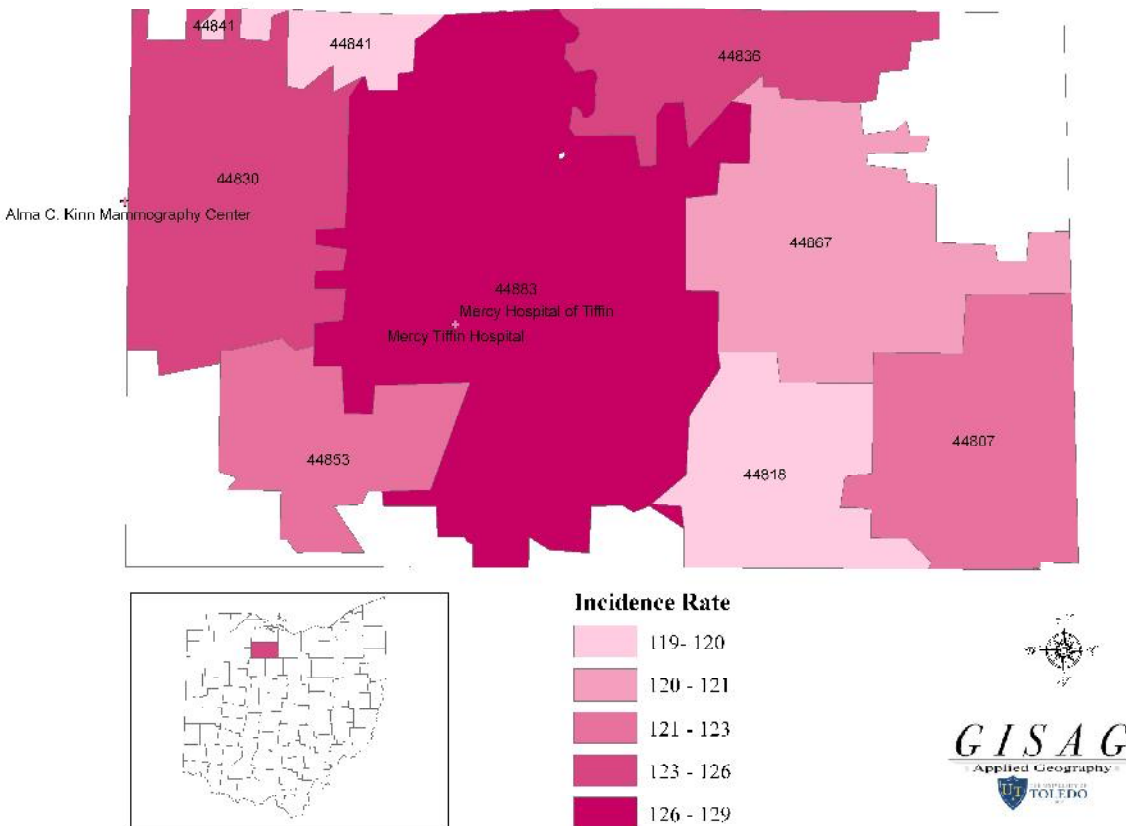 44841
44841
44836
44830
Alma C. Kinn Mammography Center
44867
44883
Mercy Hospital of Tiffin
Mercy Tiffin Hospital
44807
44853
44818
Incidence Rate
119- 120
120 - 121
121 - 123
123 - 126
126 - 129
GISAG
Applied Geography
UT
TOLEDO